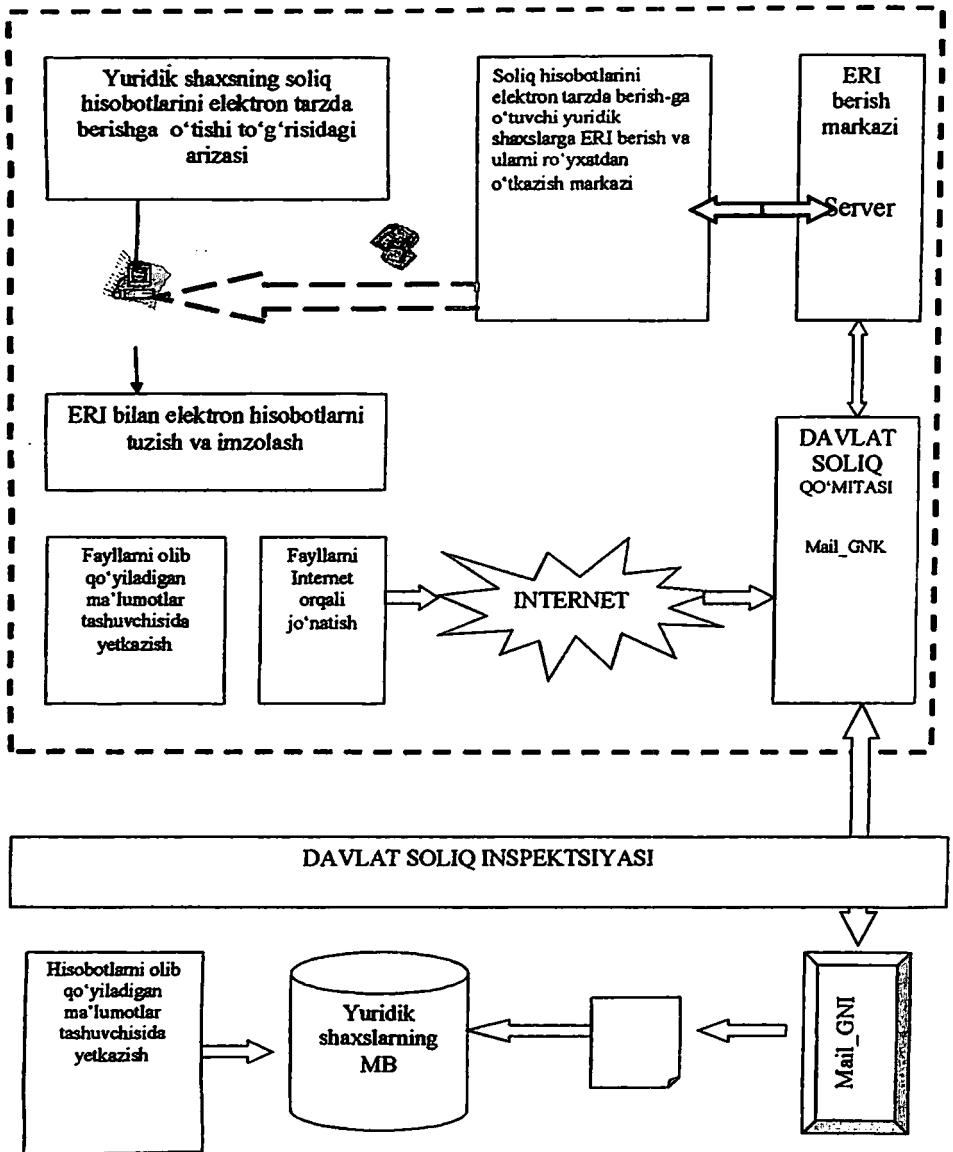 Yuridik shaxsning soliq
hisobotlarini elektron tarzda
berishga o‘tishi to‘g‘risidagi
arizasi
Soliq hisobotlarini
elektron tarzda berish-ga
o‘tuvchi yuridik
shaxslarga ERI berish va
ularni ro‘yxatdan
o‘tkazish markazi
ERI
berish
markazi
Server
ERI bilan elektron hisobotlarni
tuzish va imzolash
DAVLAT
SOLIQ
QO‘MITASI
Mail_GNK
Fayllarni olib
qo‘yiladigan
ma’lumotlar
tashuvchisida
yetkazish
Fayllarni
Internet
orqali
jo‘natish
INTERNET
DAVLAT SOLIQ INSPEKTSIYASI
Hisobotlarni olib
qo‘yiladigan
ma’lumotlar
tashuvchisida
yetkazish
Yuridik
shaxslarning
MB
Mail_GNI